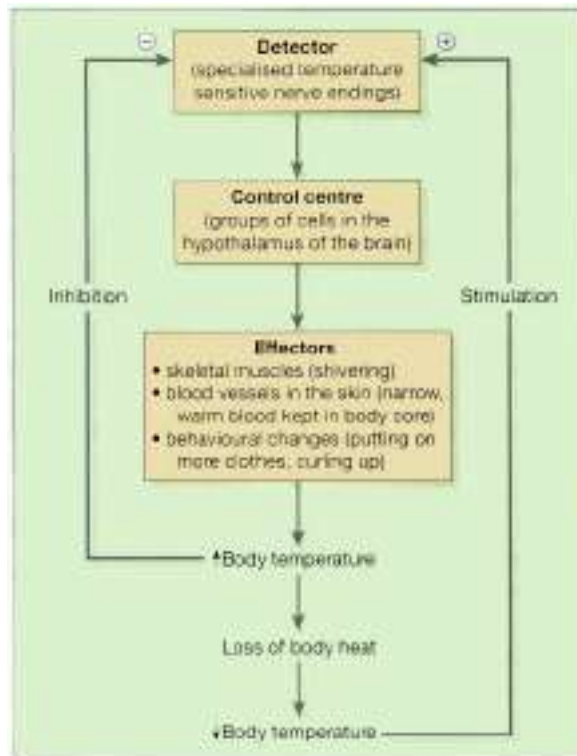 ⊖
⊕
Detector
(specialised temperature
sensitive nerve endings)
Control centre
(groups of cells in the
hypothalamus of the brain)
Inhibition
Stimulation
Effectors
• skeletal muscles (shivering)
• blood vessels in the skin (narrow,
warm blood kept in body core)
• behavioural changes (putting on
more clothes, curling up)
↑Body temperature
Loss of body heat
↓Body temperature